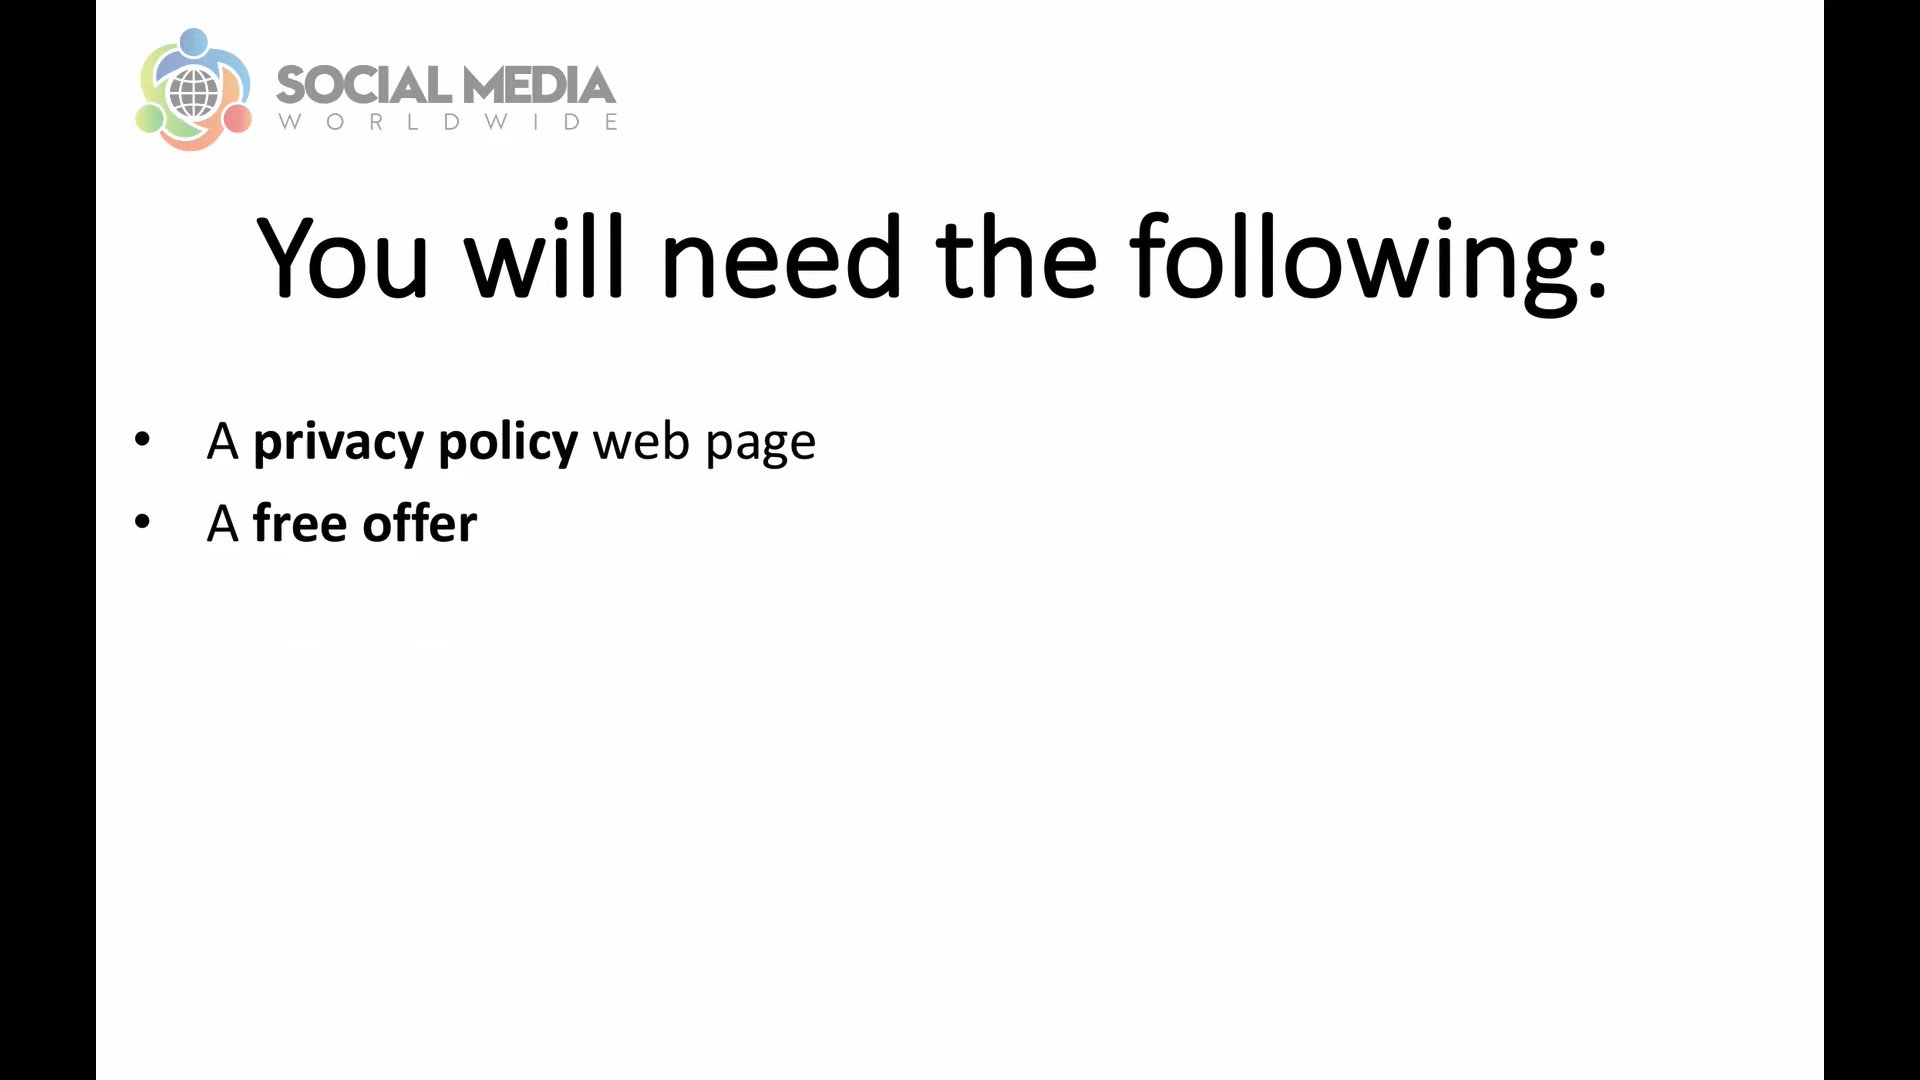 SOCIAL MEDIA
WORLDWIDE
You will need the following:
• A privacy policy web page
• A free offer